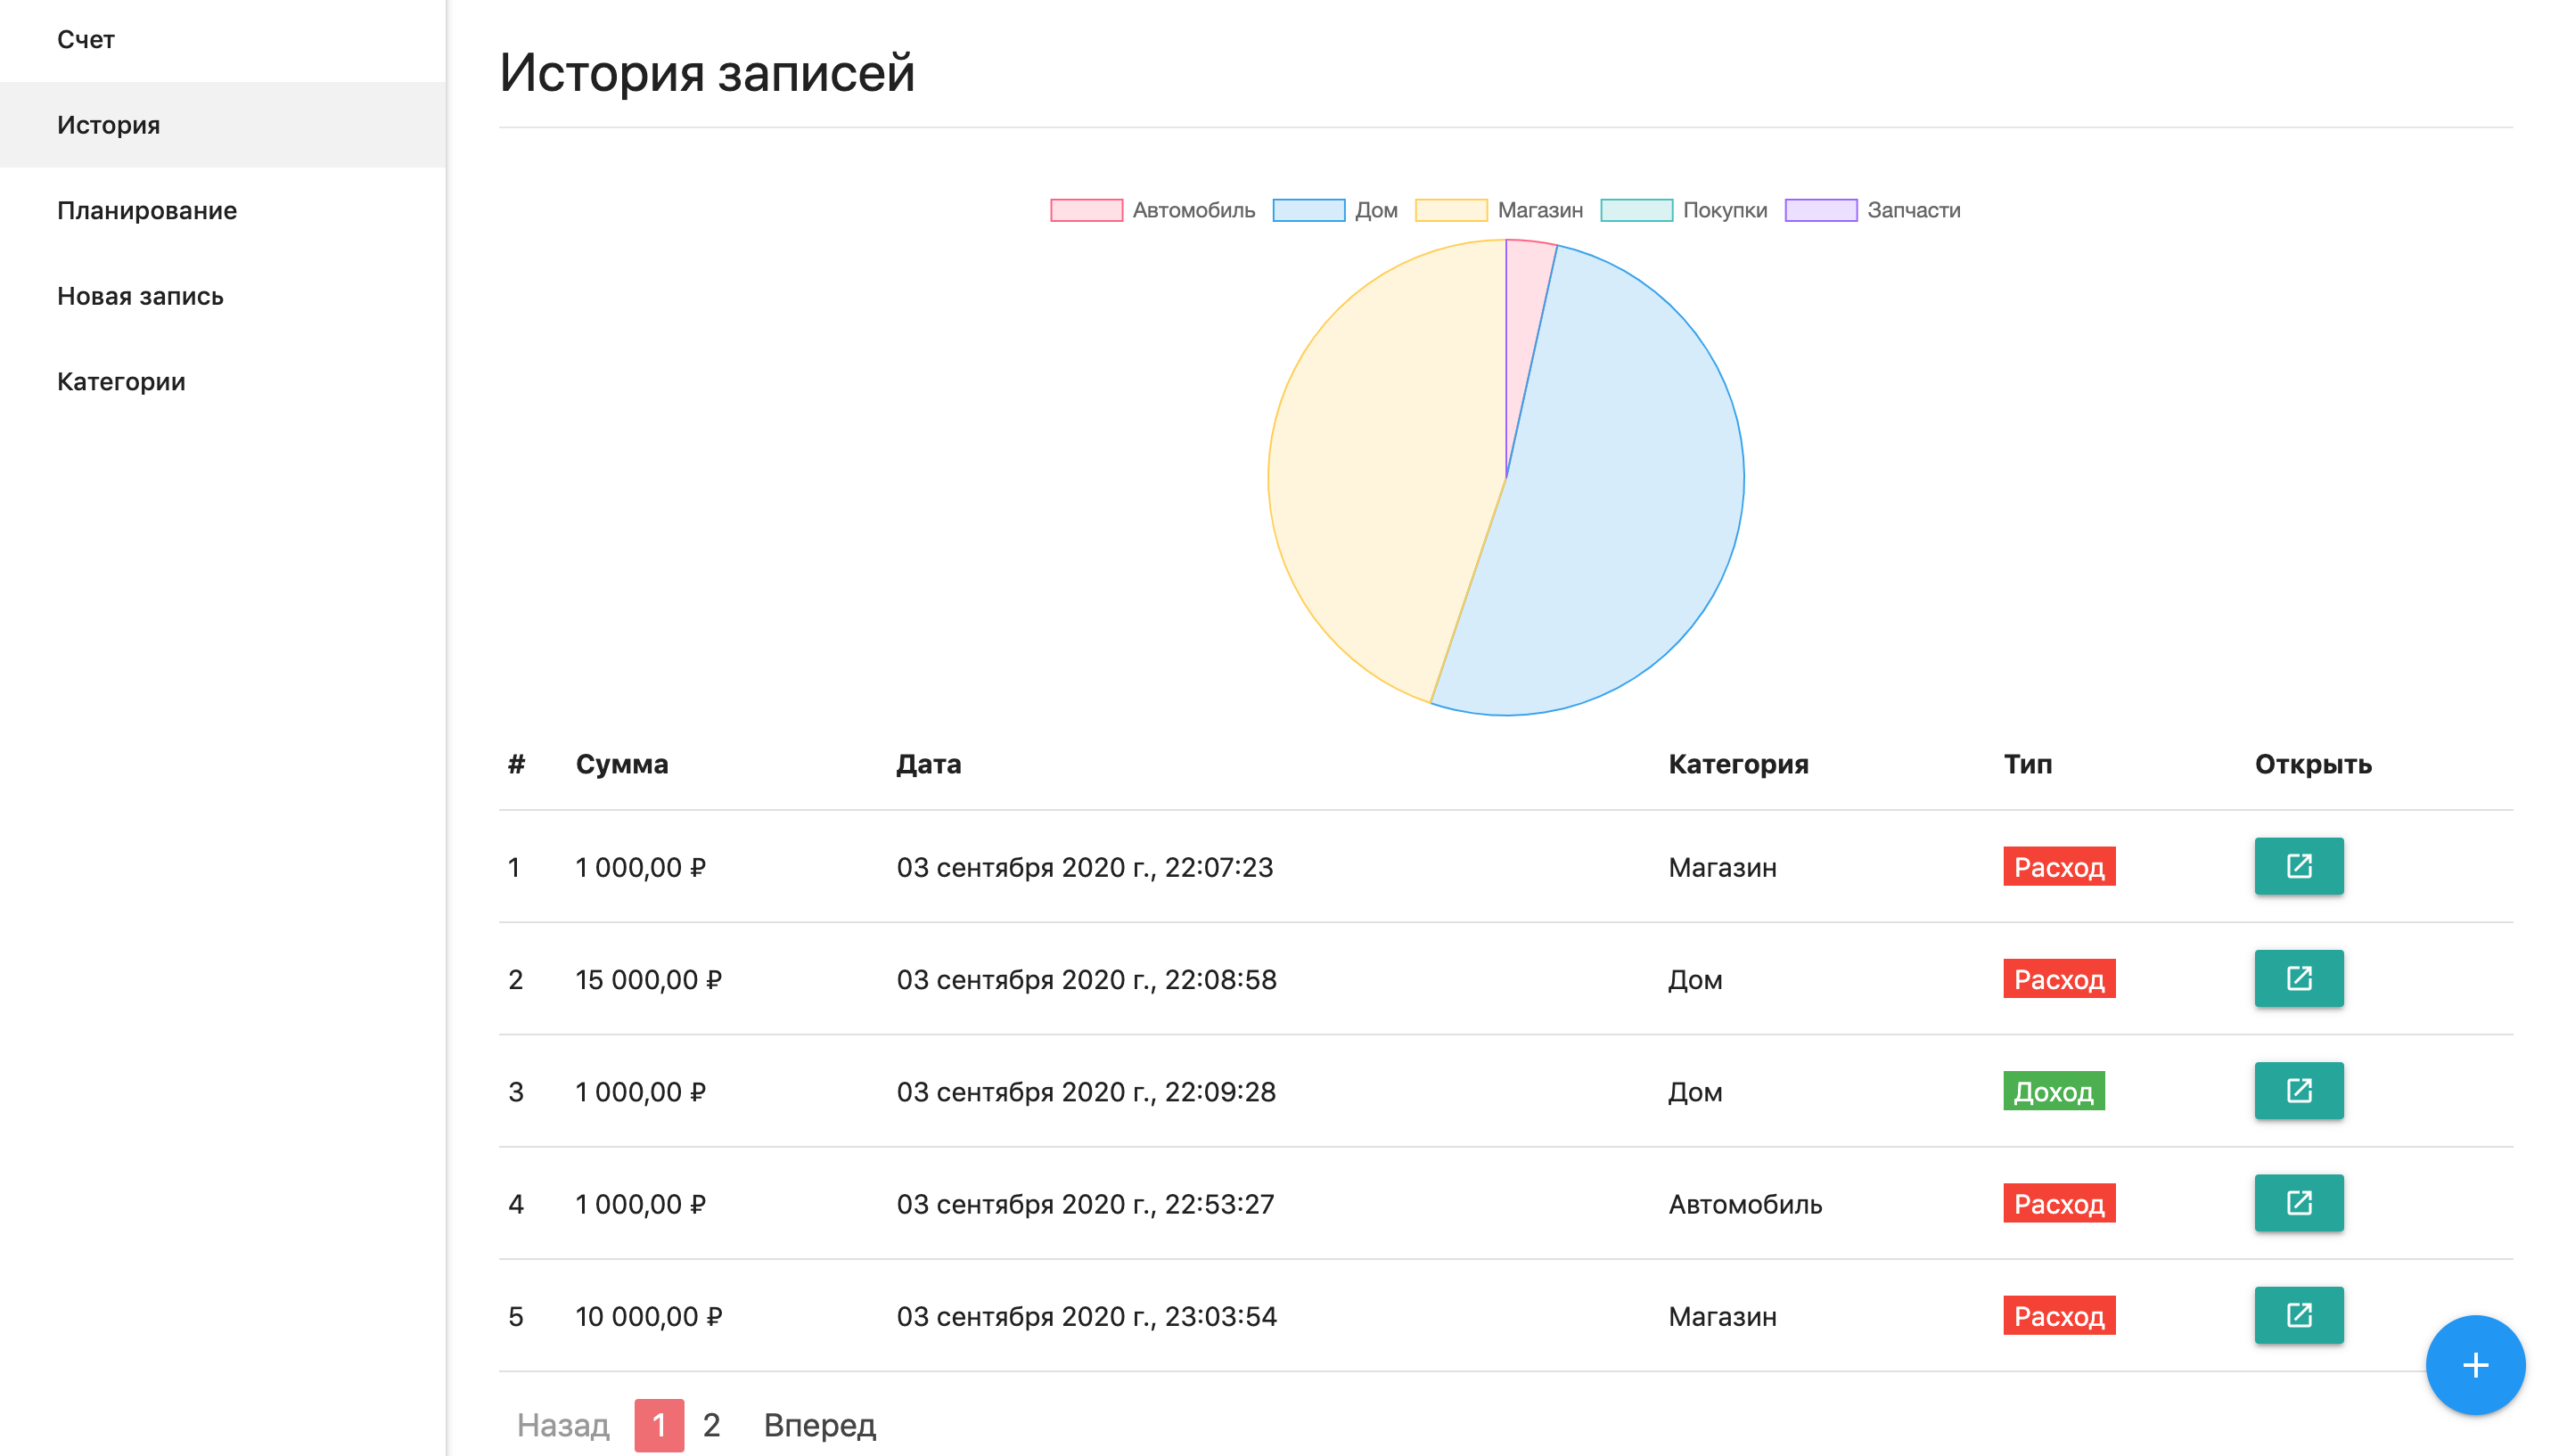 Счет
История
Планирование
Новая запись
Категории
История записей
Автомобиль Дом Магазин Покупки Запчасти
# Сумма Дата Категория Тип Открыть
1 1 000,00 ₽ 03 сентября 2020 г., 22:07:23 Магазин Расход
2 15 000,00 ₽ 03 сентября 2020 г., 22:08:58 Дом Расход
3 1 000,00 ₽ 03 сентября 2020 г., 22:09:28 Дом Доход
4 1 000,00 ₽ 03 сентября 2020 г., 22:53:27 Автомобиль Расход
5 10 000,00 ₽ 03 сентября 2020 г., 23:03:54 Магазин Расход
Назад 1 2 Вперед